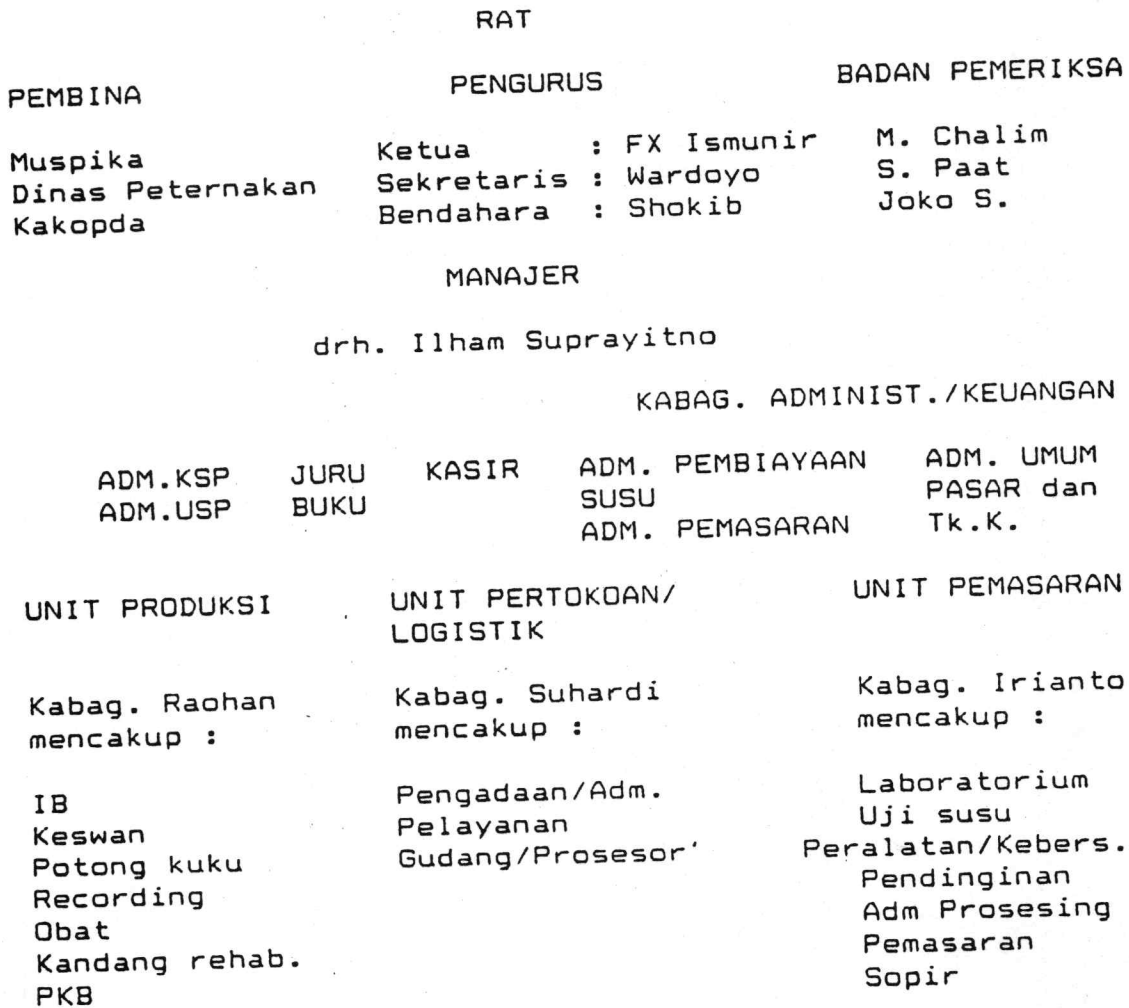 RAT
PEMBINA PENGURUS BADAN PEMERIKSA
Muspika Ketua : FX Ismunir M. Chalim
Dinas Peternakan Sekretaris : Wardoyo S. Paat
Kakopda Bendahara : Shokib Joko S.
MANAJER
drh. Ilham Suprayitno
KABAG. ADMINIST./KEUANGAN
ADM.KSP JURU KASIR ADM. PEMBIAYAAN ADM. UMUM
ADM.USP BUKU SUSU PASAR dan
ADM. PEMASARAN Tk.K.
UNIT PRODUKSI UNIT PERTOKOAN/ UNIT PEMASARAN
LOGISTIK
Kabag. Raohan Kabag. Suhardi Kabag. Irianto
mencakup : mencakup : mencakup :
IB Pengadaan/Adm. Laboratorium
Keswan Pelayanan Uji susu
Potong kuku Gudang/Prosesor' Peralatan/Kebers.
Recording Pendinginan
Obat Adm Prosesing
Kandang rehab. Pemasaran
PKB Sopir